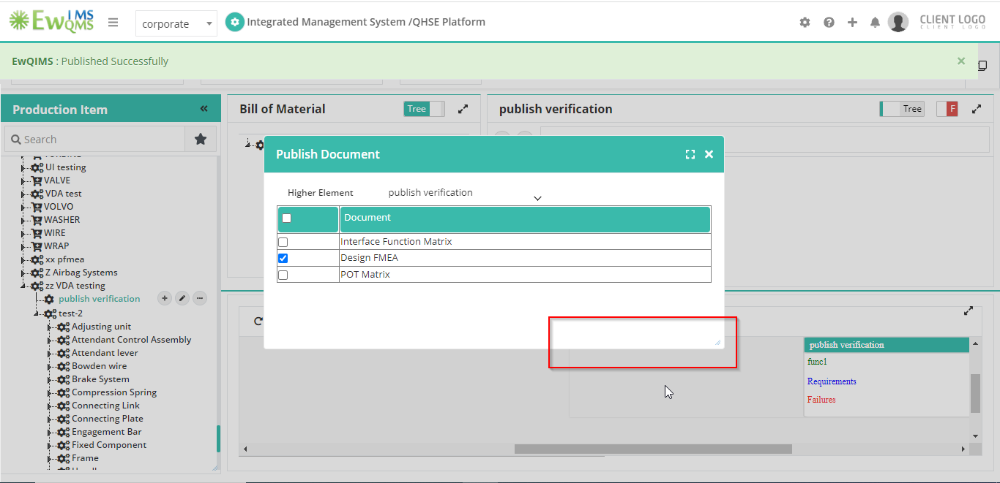 EwQMS IMS
corporate
Integrated Management System /QHSE Platform
CLIENT LOGO
CLIENT LOGO
EwQIMS : Published Successfully
Production Item
Search
UI testing
VALVE
VDA test
VOLVO
WASHER
WIRE
WRAP
xx pfmea
Z Airbag Systems
zz VDA testing
publish verification
test-2
Adjusting unit
Attendant Control Assembly
Attendant lever
Bowden wire
Brake System
Compression Spring
Connecting Link
Connecting Plate
Engagement Bar
Fixed Component
Frame
Bill of Material
Tree
publish verification
Tree
F
Publish Document
Higher Element
publish verification
Document
Interface Function Matrix
Design FMEA
POT Matrix
publish verification
func1
Requirements
Failures